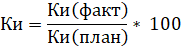 Ки = Ки(факт) / Ки(план) * 100